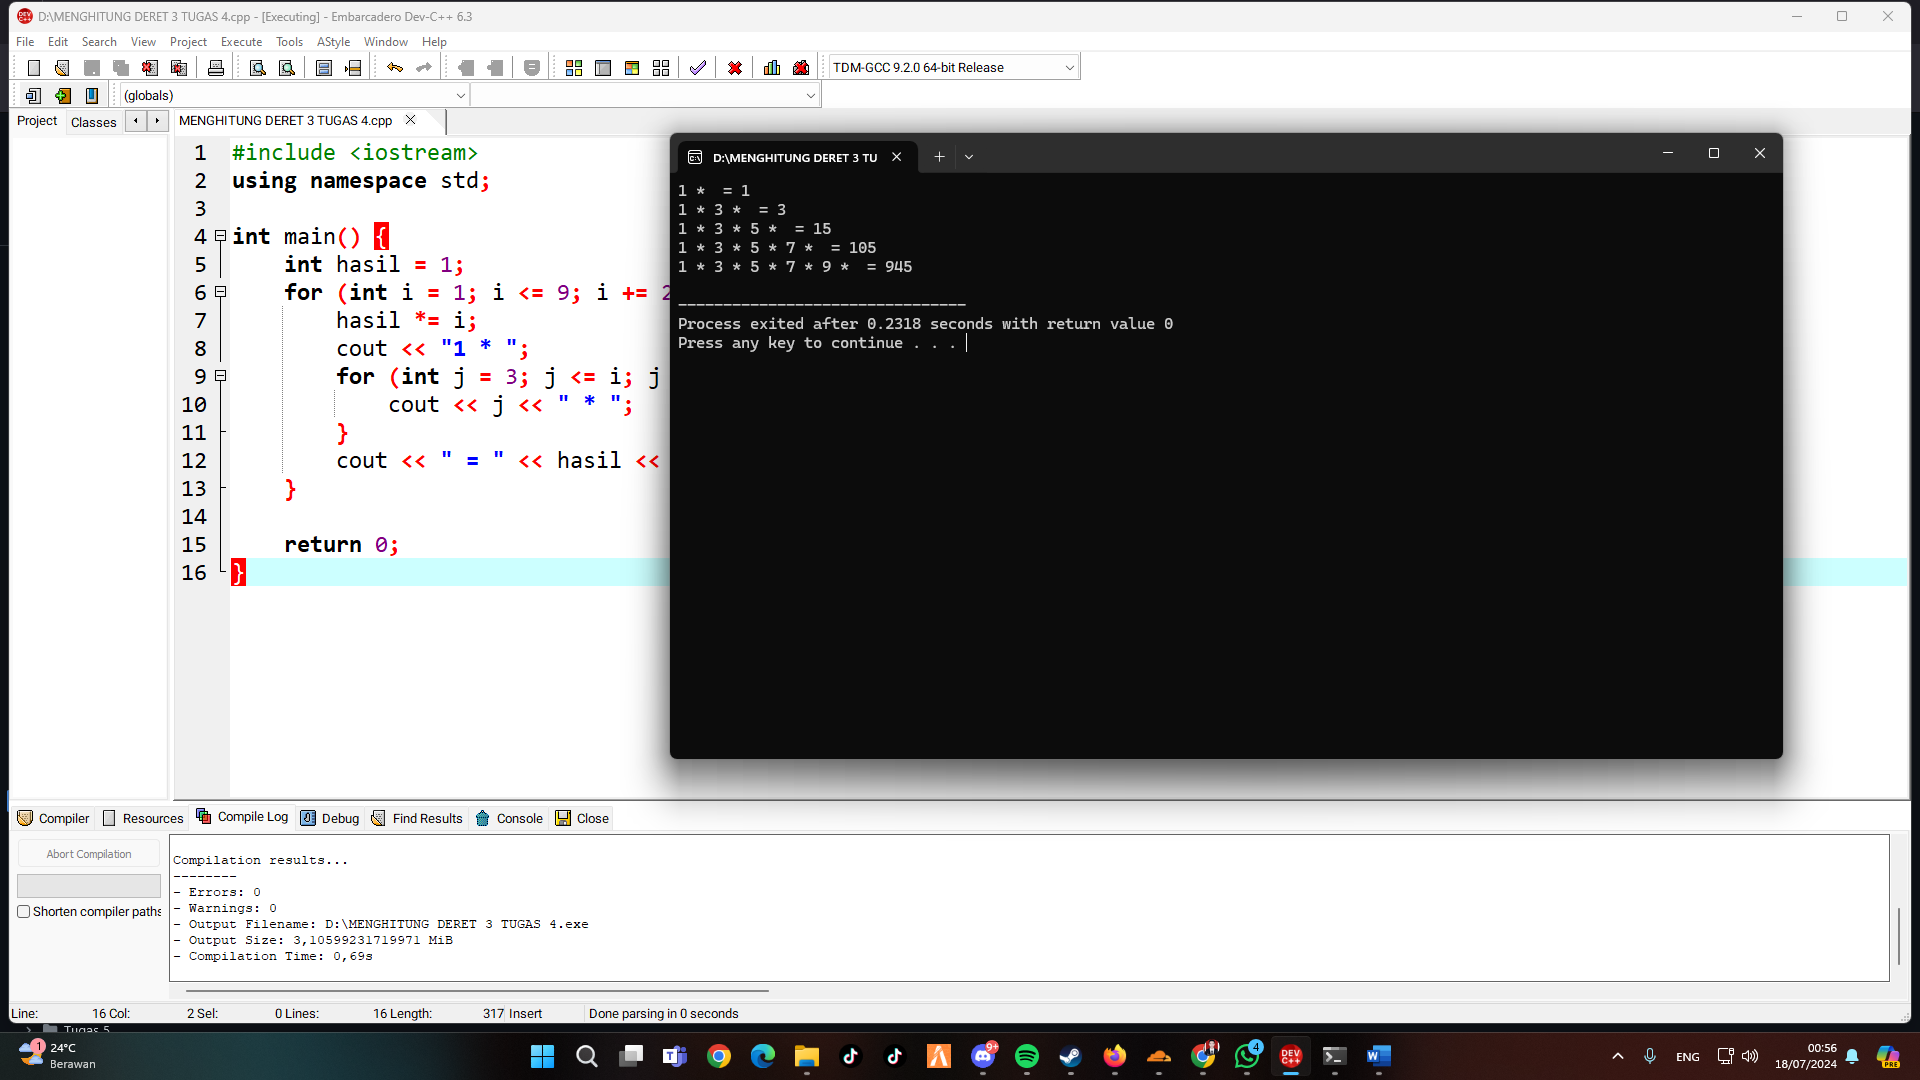 D:\MENGHITUNG DERET 3 TUGAS 4.cpp - [Executing] - Embarcadero Dev-C++ 6.3
File Edit Search View Project Execute Tools AStyle Window Help
TDM-GCC 9.2.0 64-bit Release
(globals)
Project Classes
MENGHITUNG DERET 3 TUGAS 4.cpp
1 #include <iostream>
2 using namespace std;
3
4 int main() {
5 int hasil = 1;
6 for (int i = 1; i <= 9; i += 2
7 hasil *= i;
8 cout << "1 * ";
9 for (int j = 3; j <= i; j
10 cout << j << " * ";
11 }
12 cout << " = " << hasil <<
13 }
14
15 return 0;
16 }
D:\MENGHITUNG DERET 3 TU
1 *  = 1
1 * 3 *  = 3
1 * 3 * 5 *  = 15
1 * 3 * 5 * 7 *  = 105
1 * 3 * 5 * 7 * 9 *  = 945
--------------------------------
Process exited after 0.2318 seconds with return value 0
Press any key to continue . . .
Compiler Resources Compile Log Debug Find Results Console Close
Abort Compilation
Shorten compiler paths
Compilation results...
--------
- Errors: 0
- Warnings: 0
- Output Filename: D:\MENGHITUNG DERET 3 TUGAS 4.exe
- Output Size: 3,10599231719971 MiB
- Compilation Time: 0,69s
Line: 16 Col: 2 Sel: 0 Lines: 16 Length: 317 Insert Done parsing in 0 seconds
Tugas 5
1
24°C
Berawan
9+
4
DEV C++
ENG
00:56
18/07/2024
PRE